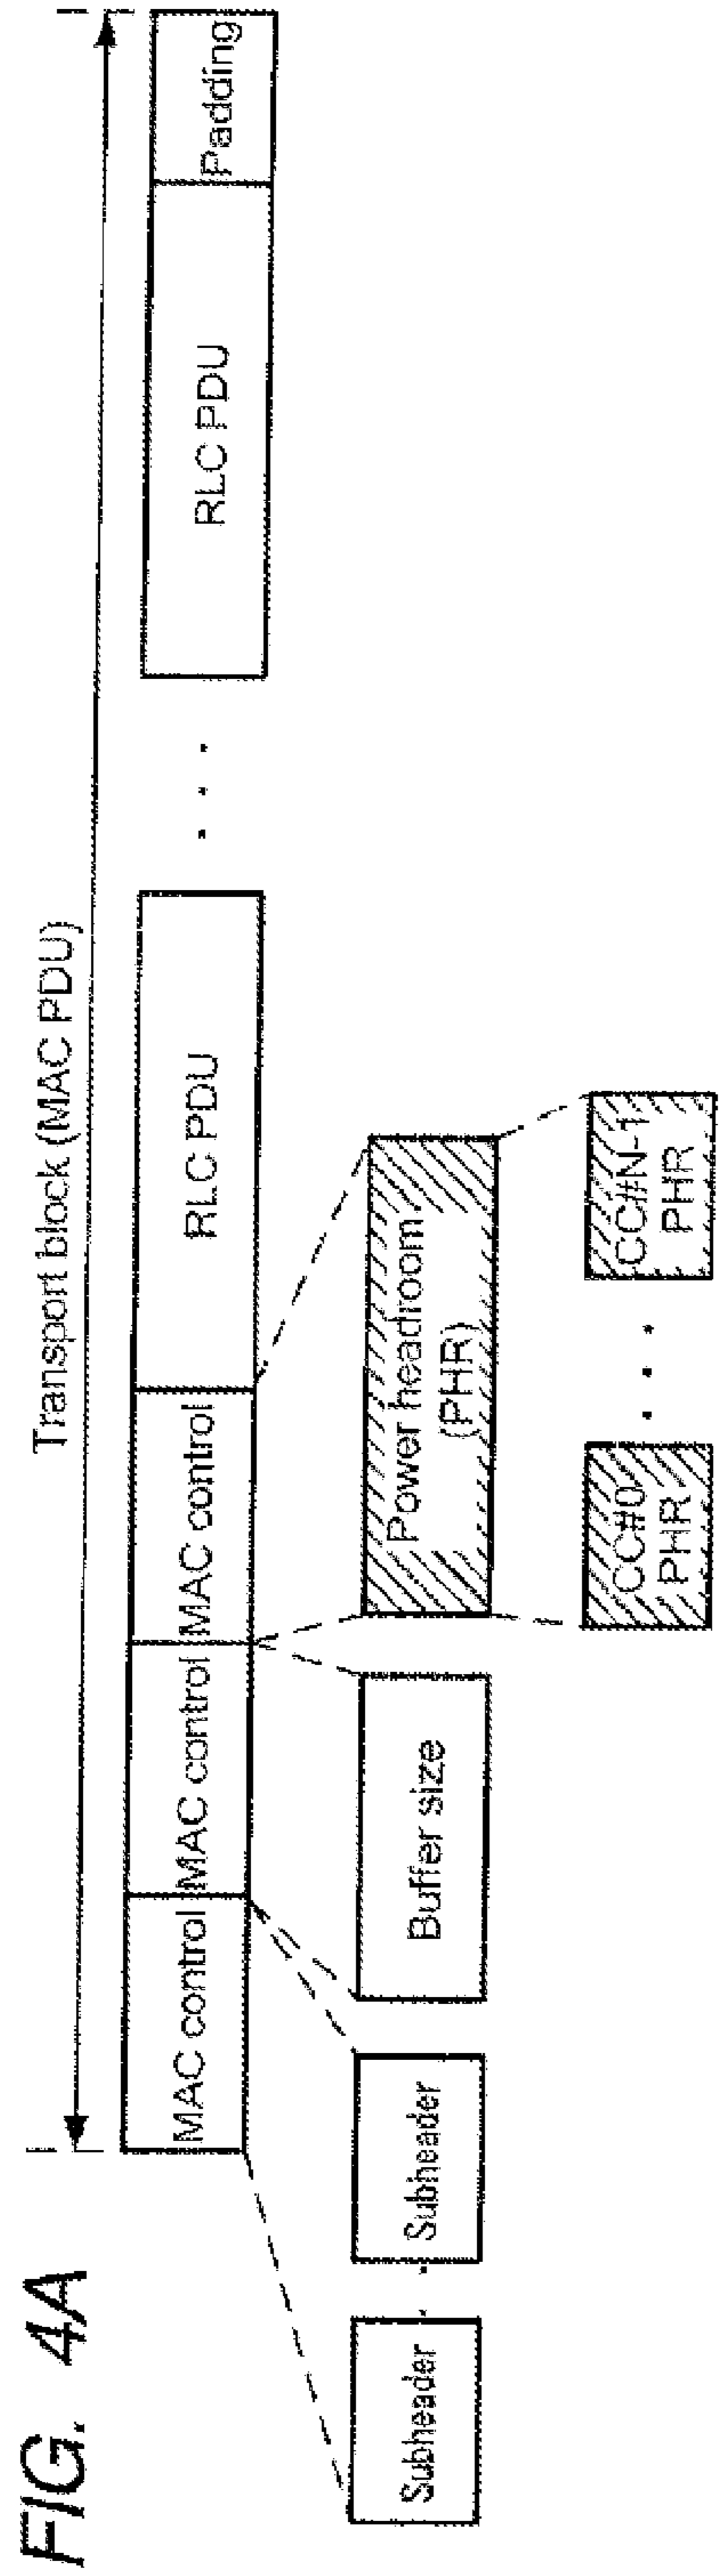 FIG. 4A
Transport block (MAC PDU)
MAC control
MAC control
MAC control
RLC PDU
. . .
RLC PDU
Padding
Subheader
. . .
Subheader
Buffer size
Power headroom
(PHR)
CC#0
PHR
. . .
CC#N-1
PHR